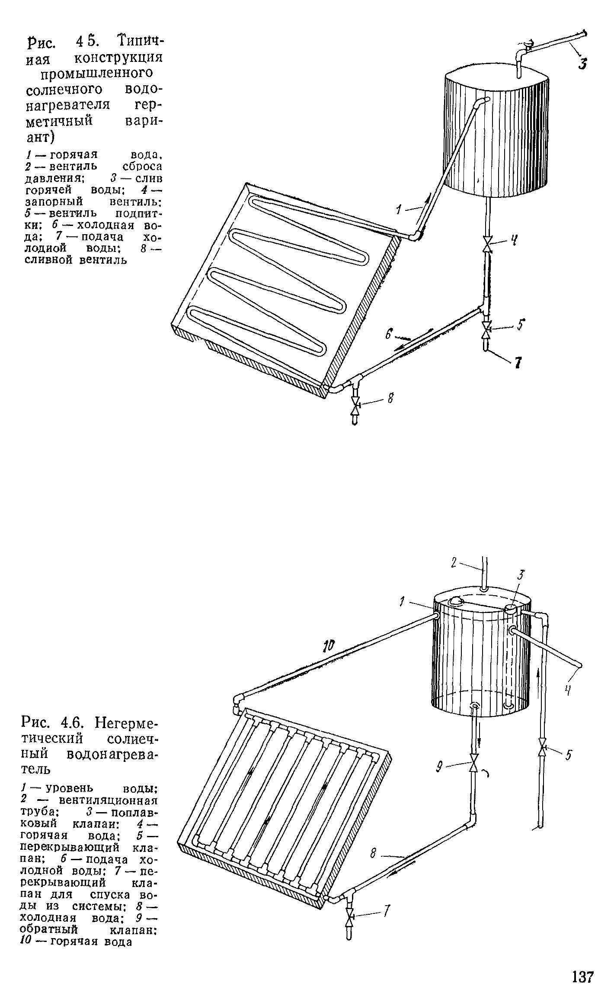 Рис. 4 5. Типич-
ная конструкция
промышленного
солнечного водо-
нагревателя гер-
метичный вари-
ант)
1 — горячая вода,
2 — вентиль сброса
давления; 3 — слив
горячей воды; 4 —
запорный вентиль;
5 — вентиль подпит-
ки; 6 — холодная во-
да; 7 — подача хо-
лодной воды; 8 —
сливной вентиль
3
1
4
5
6
7
8
2
3
1
10
4
5
9
8
7
Рис. 4.6. Негерме-
тический солнеч-
ный водонагрева-
тель
1 — уровень воды;
2 — вентиляционная
труба; 3 — поплав-
ковый клапан; 4 —
горячая вода; 5 —
перекрывающий кла-
пан; 6 — подача хо-
лодной воды; 7 — пе-
рекрывающий кла-
пан для спуска во-
ды из системы; 8 —
холодная вода; 9 —
обратный клапан;
10 — горячая вода
137